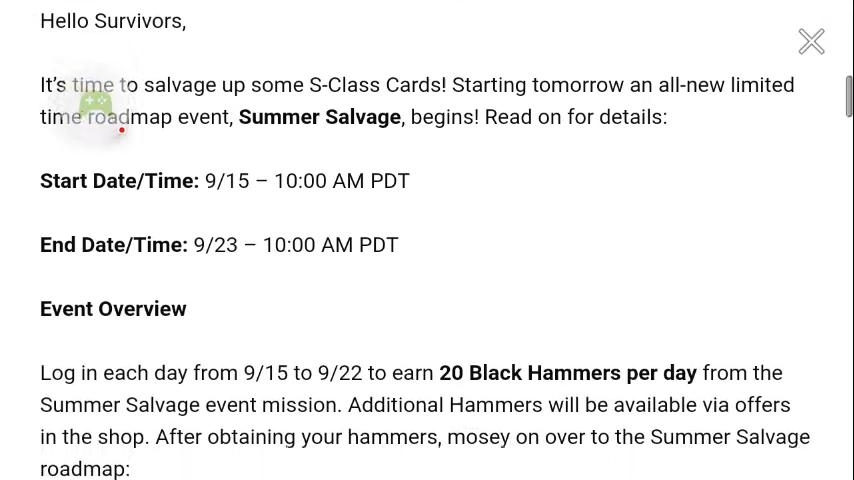 Hello Survivors,
It's time to salvage up some S-Class Cards! Starting tomorrow an all-new limited
time roadmap event, Summer Salvage, begins! Read on for details:
Start Date/Time: 9/15 – 10:00 AM PDT
End Date/Time: 9/23 – 10:00 AM PDT
Event Overview
Log in each day from 9/15 to 9/22 to earn 20 Black Hammers per day from the
Summer Salvage event mission. Additional Hammers will be available via offers
in the shop. After obtaining your hammers, mosey on over to the Summer Salvage
roadmap: